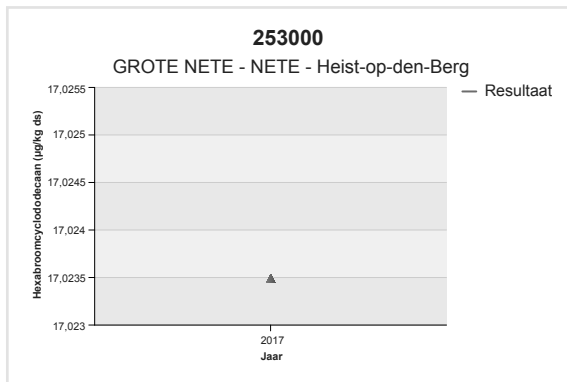 253000
GROTE NETE - NETE - Heist-op-den-Berg
Resultaat
Hexabroomcyclododecaan (µg/kg ds)
17,0255
17,025
17,0245
17,024
17,0235
17,023
2017
Jaar